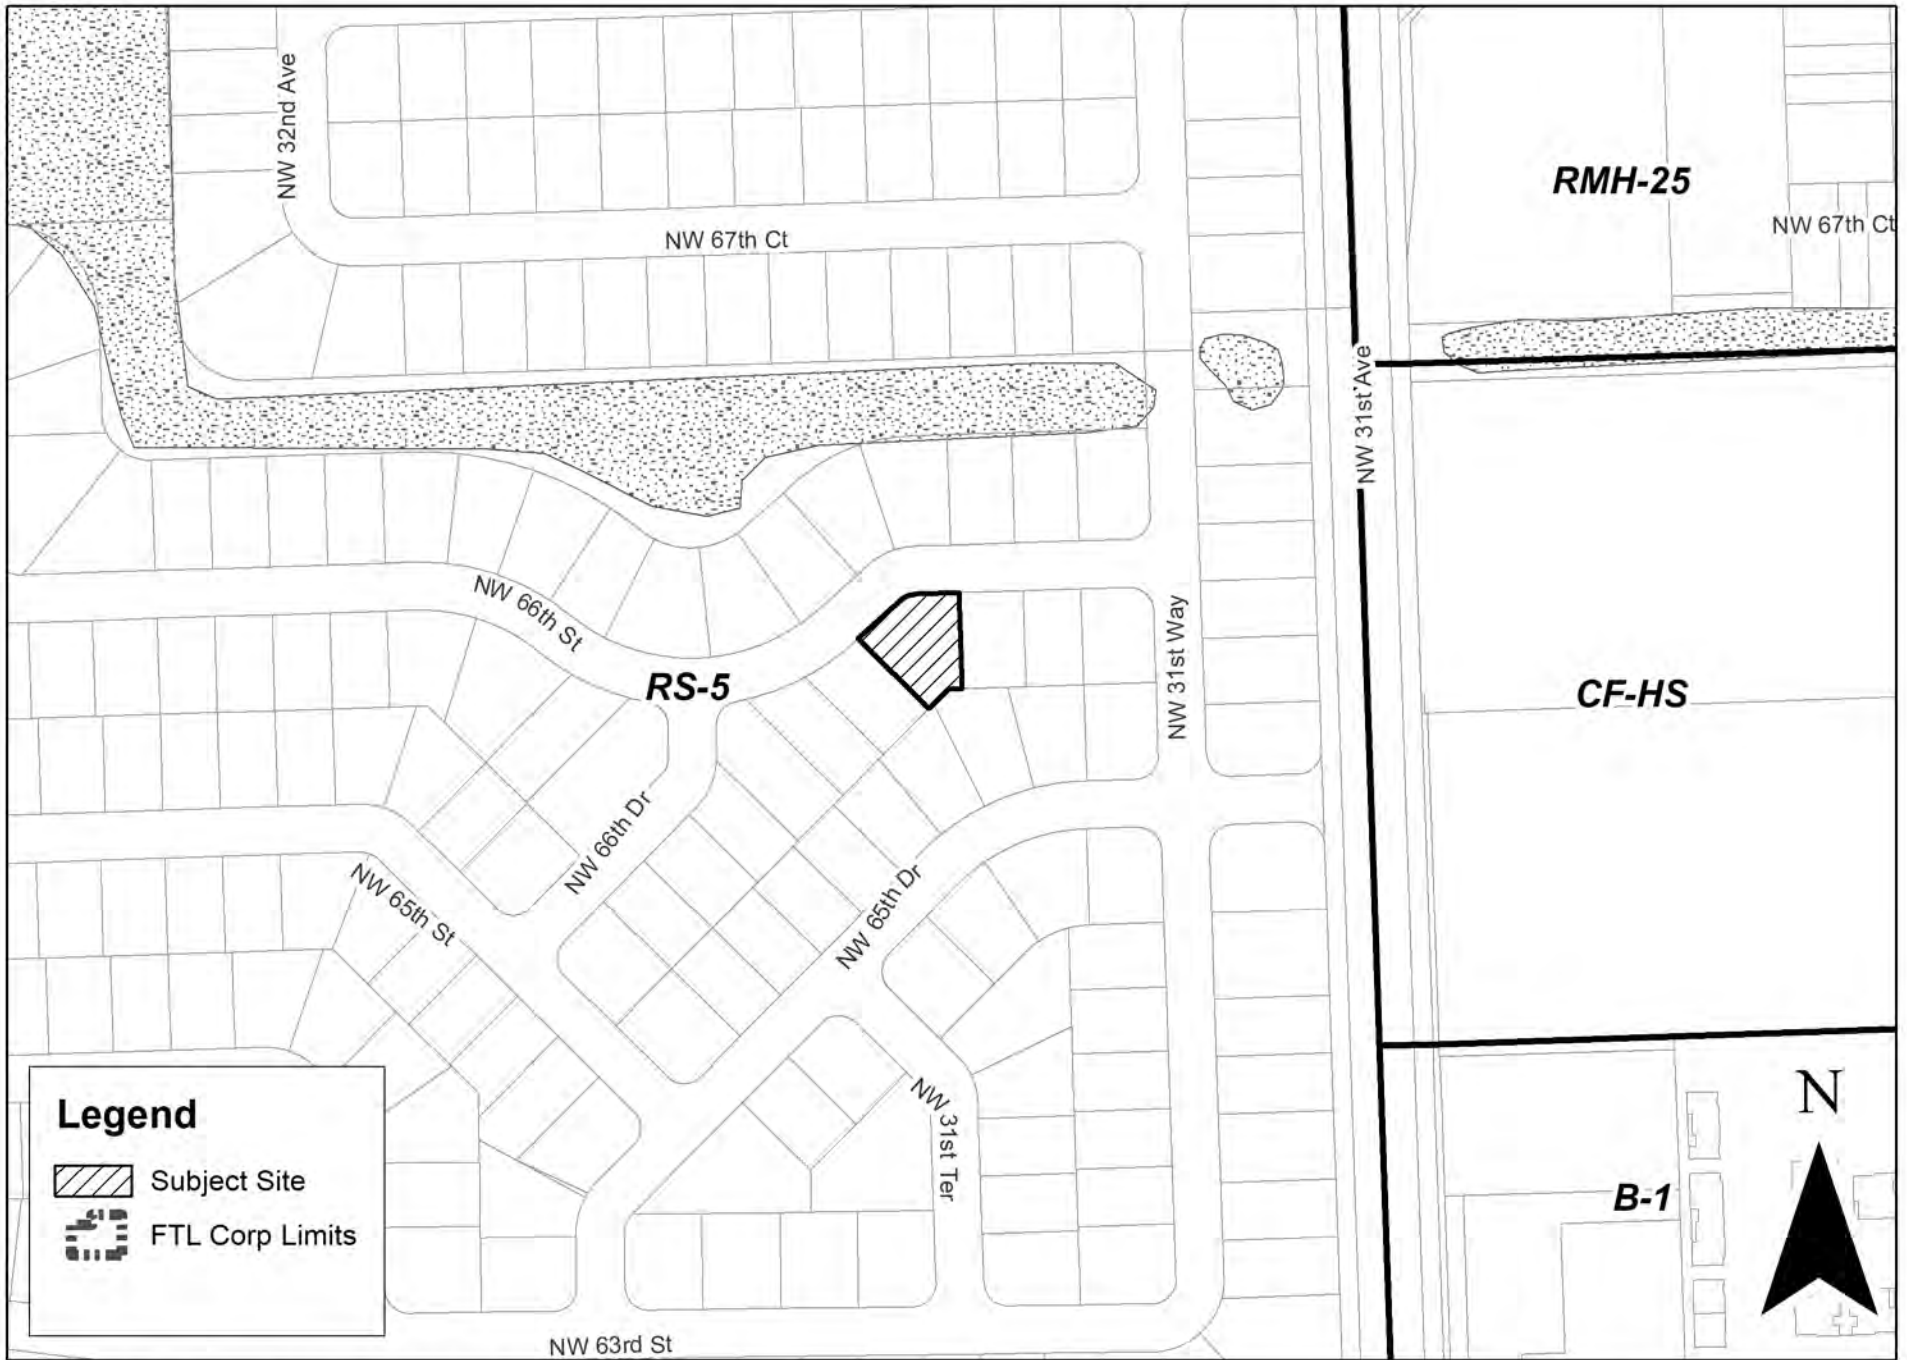 NW 32nd Ave
RMH-25
NW 67th Ct
NW 67th Ct
NW 31st Ave
NW 66th St
RS-5
NW 31st Way
CF-HS
NW 66th Dr
NW 65th St
NW 65th Dr
NW 31st Ter
B-1
N
Legend
Subject Site
FTL Corp Limits
NW 63rd St